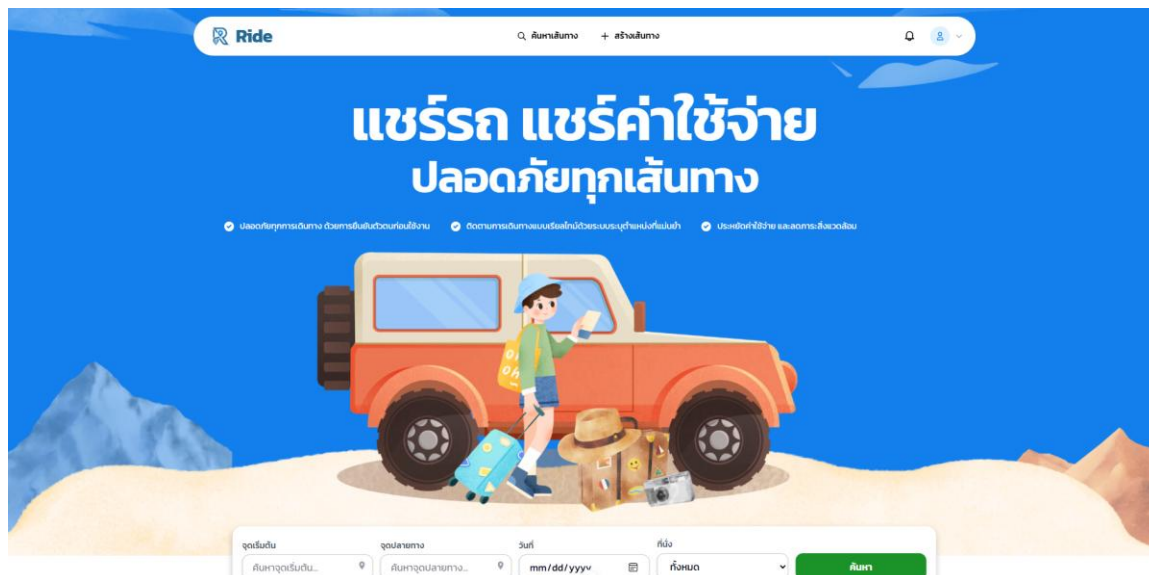 Ride
ค้นหาเส้นทาง
+ สร้างเส้นทาง
แชร์รถ แชร์ค่าใช้จ่าย
ปลอดภัยทุกเส้นทาง
ปลอดภัยทุกการเดินทาง ด้วยการยืนยันตัวตนก่อนใช้งาน
ติดตามการเดินทางแบบเรียลไทม์ด้วยระบบระบุตำแหน่งที่แม่นยำ
ประหยัดค่าใช้จ่าย และลดภาระสิ่งแวดล้อม
จุดเริ่มต้น
จุดปลายทาง
วันที่
ที่นั่ง
ค้นหาจุดเริ่มต้น...
ค้นหาจุดปลายทาง...
mm/dd/yyyy
ทั้งหมด
ค้นหา